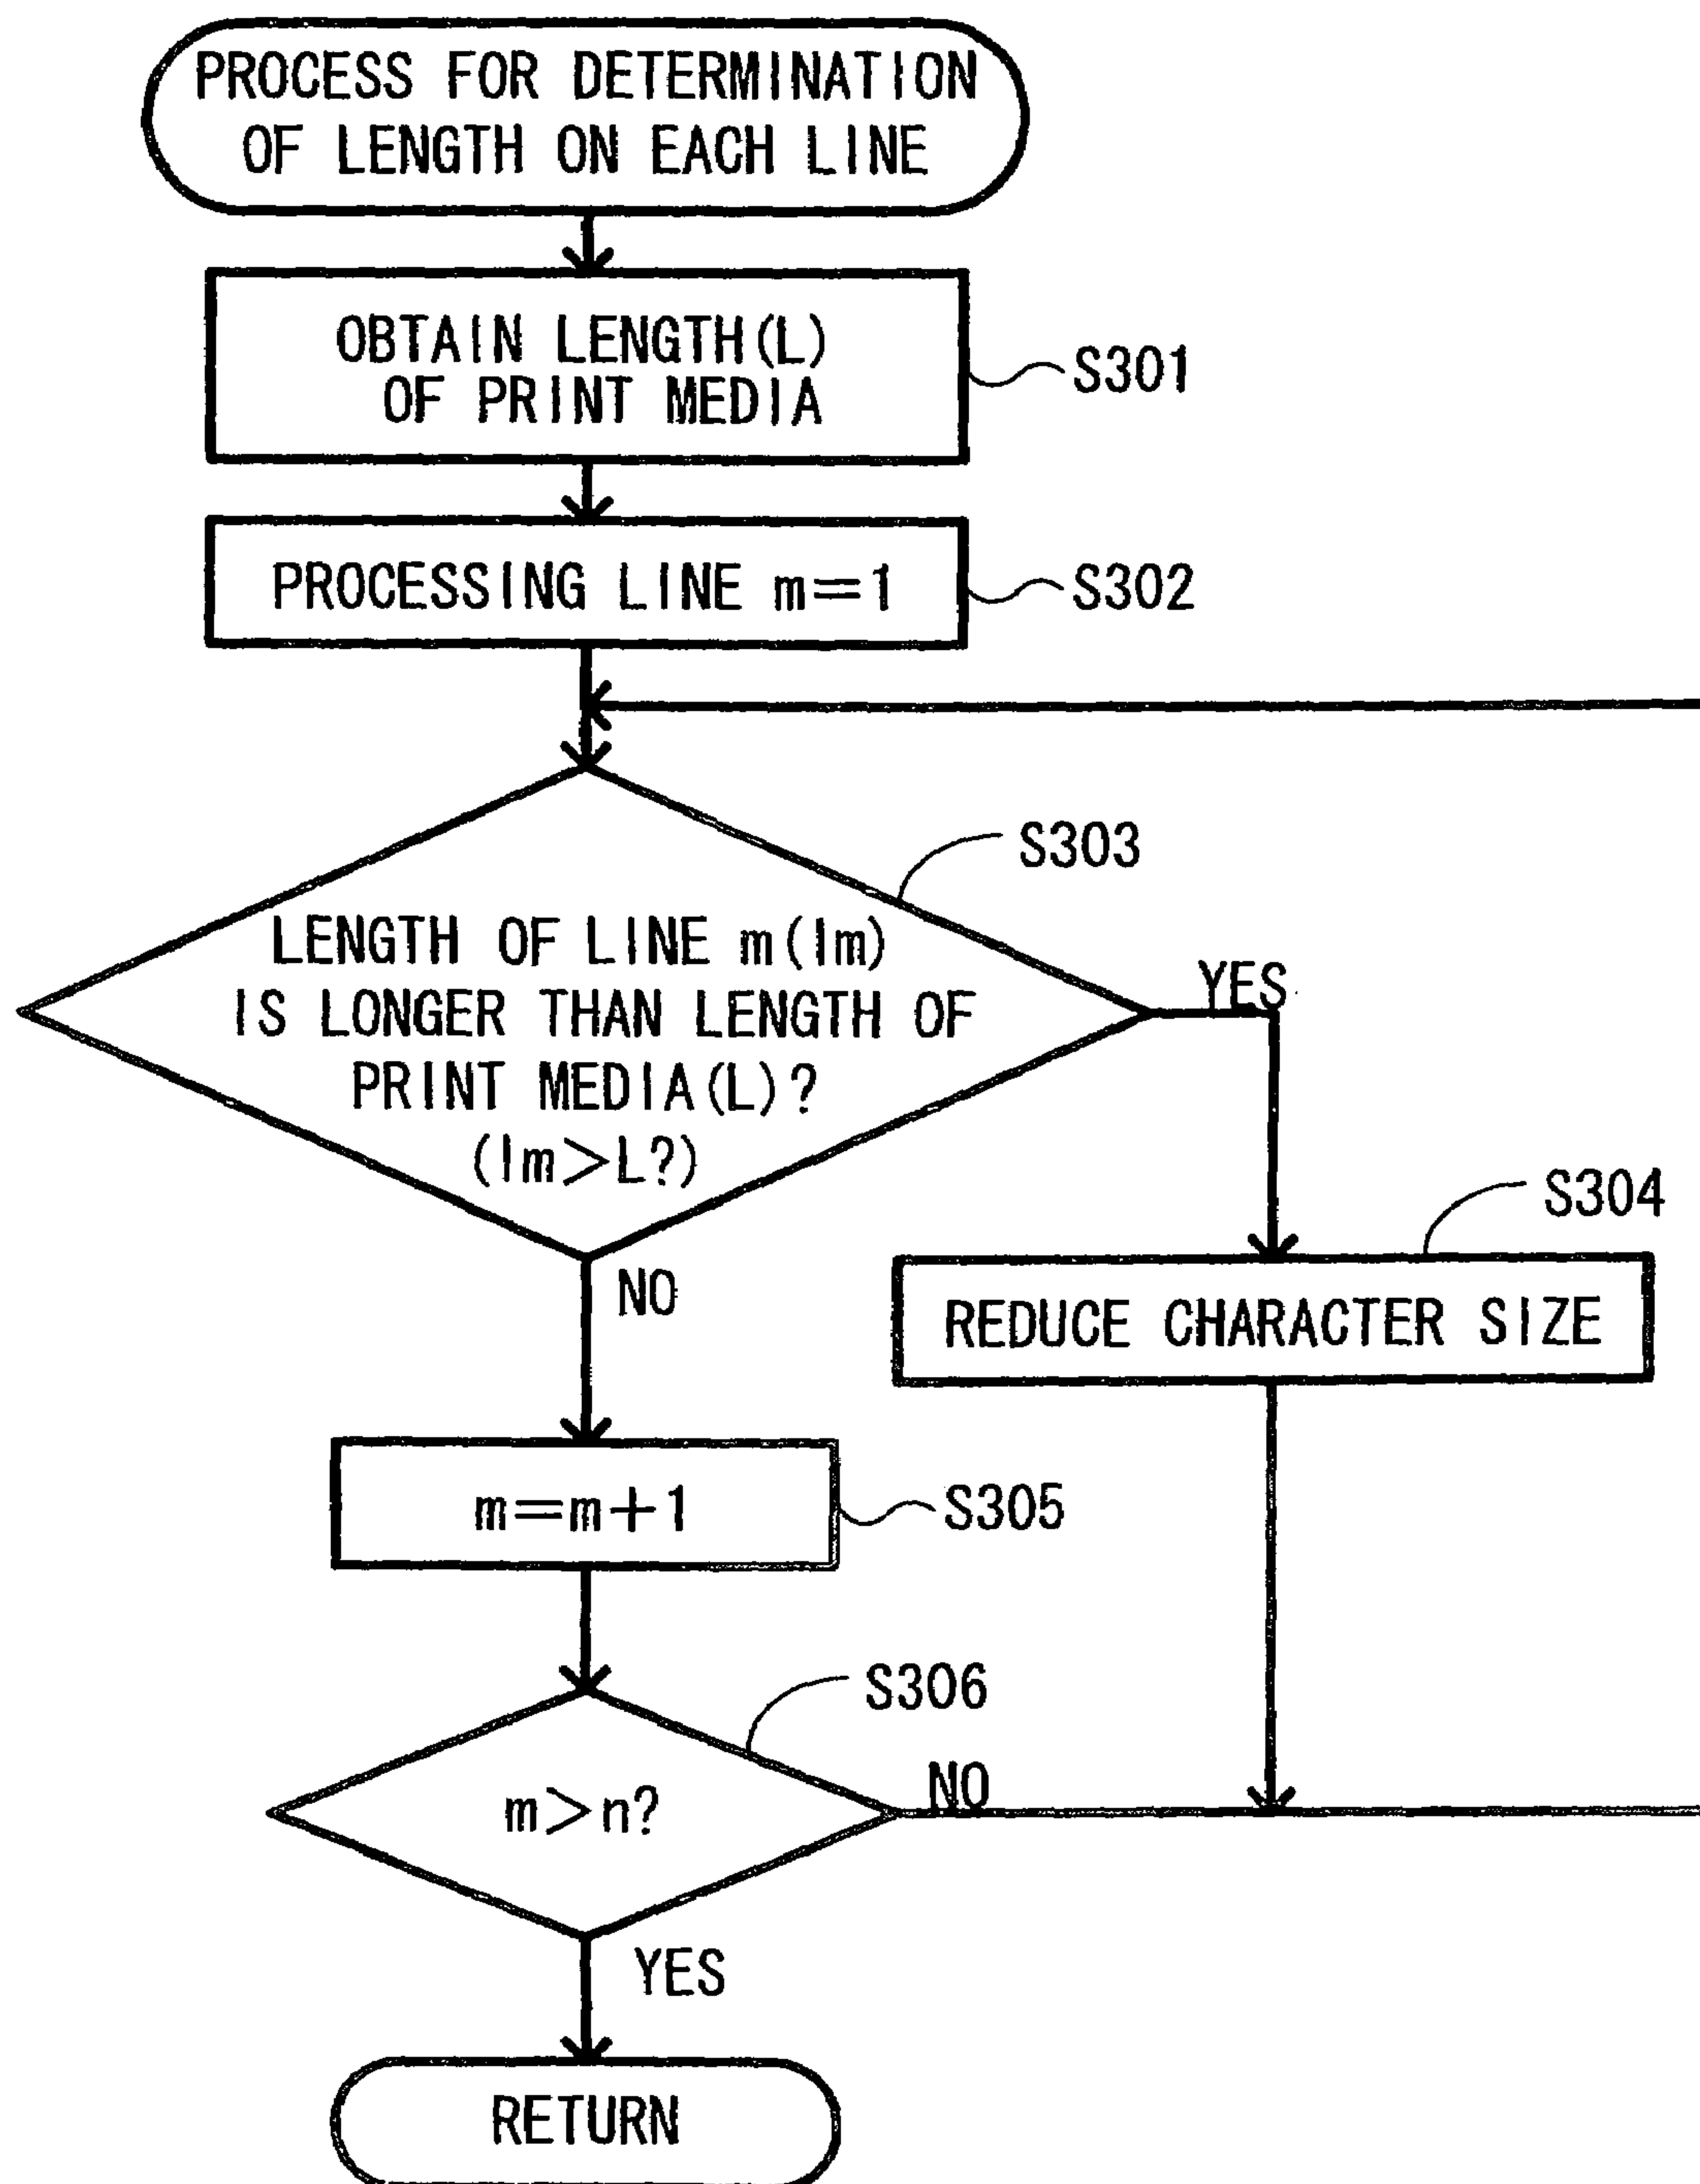 PROCESS FOR DETERMINATION
OF LENGTH ON EACH LINE
OBTAIN LENGTH(L)
OF PRINT MEDIA
S301
PROCESSING LINE m=1
S302
S303
LENGTH OF LINE m(lm)
IS LONGER THAN LENGTH OF
PRINT MEDIA(L)?
(lm>L?)
YES
NO
S304
REDUCE CHARACTER SIZE
m=m+1
S305
S306
m>n?
NO
YES
RETURN